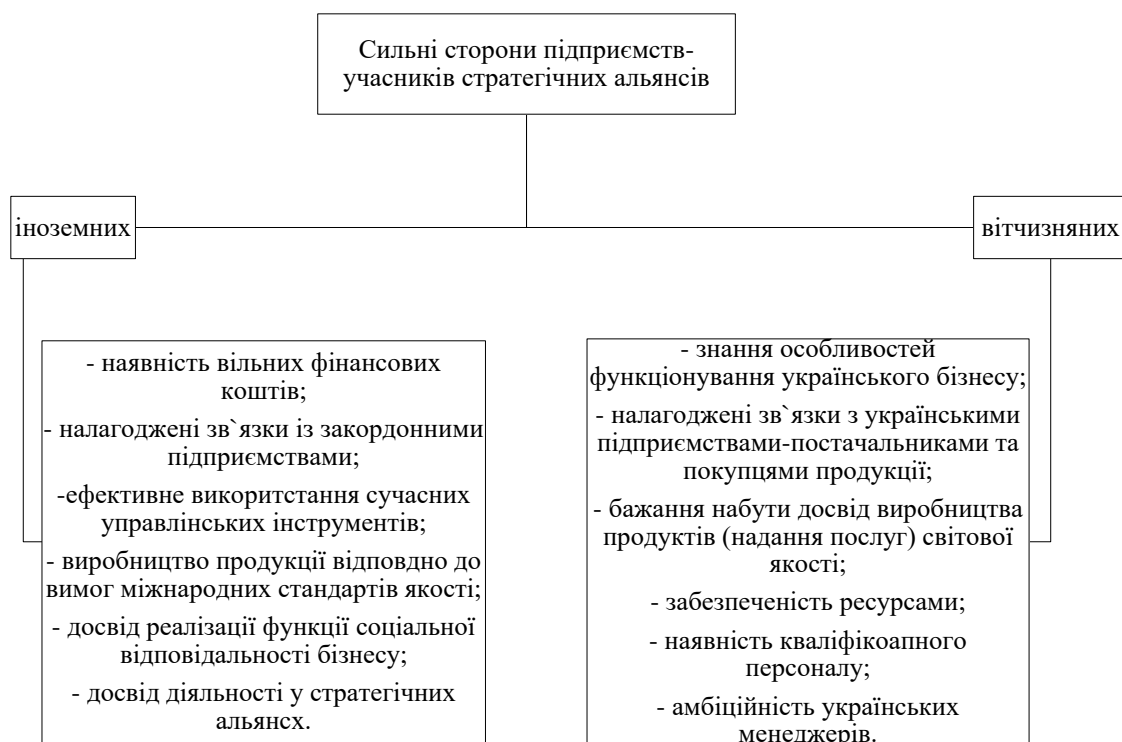 Сильні сторони підприємств-
учасників стратегічних альянсів
іноземних
вітчизняних
- наявність вільних фінансових
коштів;
- налагоджені зв`язки із закордонними
підприємствами;
-ефективне використстання сучасних
управлінських інструментів;
- виробництво продукції відповдно до
вимог міжнародних стандартів якості;
- досвід реалізації функції соціальної
відповідальності бізнесу;
- досвід діяльності у стратегічних
альянсх.
- знання особливостей
функціонування українського бізнесу;
- налагоджені зв`язки з українськими
підприємствами-постачальниками та
покупцями продукції;
- бажання набути досвід виробництва
продуктів (надання послуг) світової
якості;
- забезпеченість ресурсами;
- наявність кваліфікоапного
персоналу;
- амбіційність українських
менеджерів.